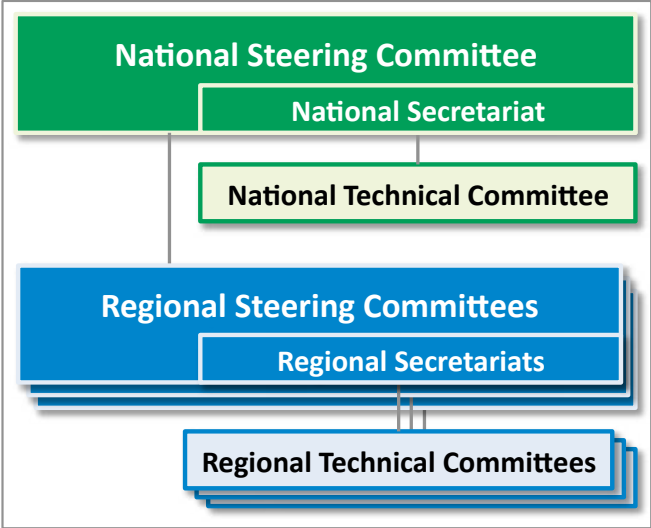 National Steering Committee
National Secretariat
National Technical Committee
Regional Steering Committees
Regional Secretariats
Regional Technical Committees